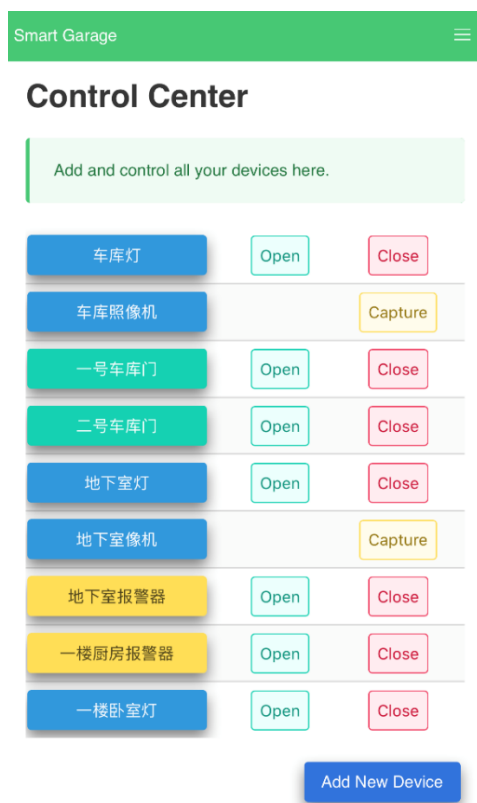 Smart Garage
Control Center
Add and control all your devices here.
车库灯 Open Close
车库照像机 Capture
一号车库门 Open Close
二号车库门 Open Close
地下室灯 Open Close
地下室像机 Capture
地下室报警器 Open Close
一楼厨房报警器 Open Close
一楼卧室灯 Open Close
Add New Device